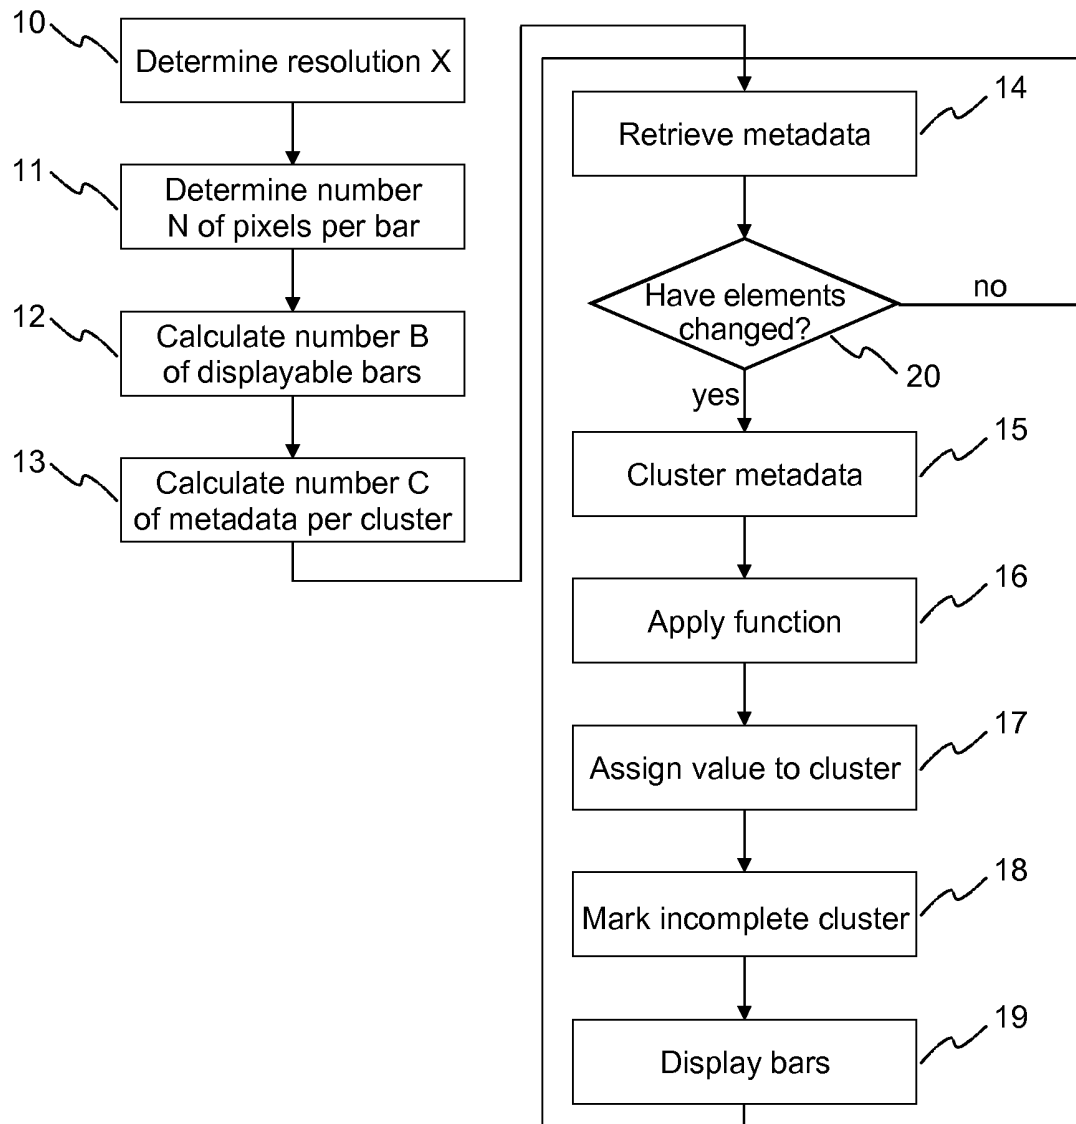 10
Determine resolution X
11
Determine number
N of pixels per bar
12
Calculate number B
of displayable bars
13
Calculate number C
of metadata per cluster
14
Retrieve metadata
Have elements
changed?
no
20
yes
15
Cluster metadata
16
Apply function
17
Assign value to cluster
18
Mark incomplete cluster
19
Display bars